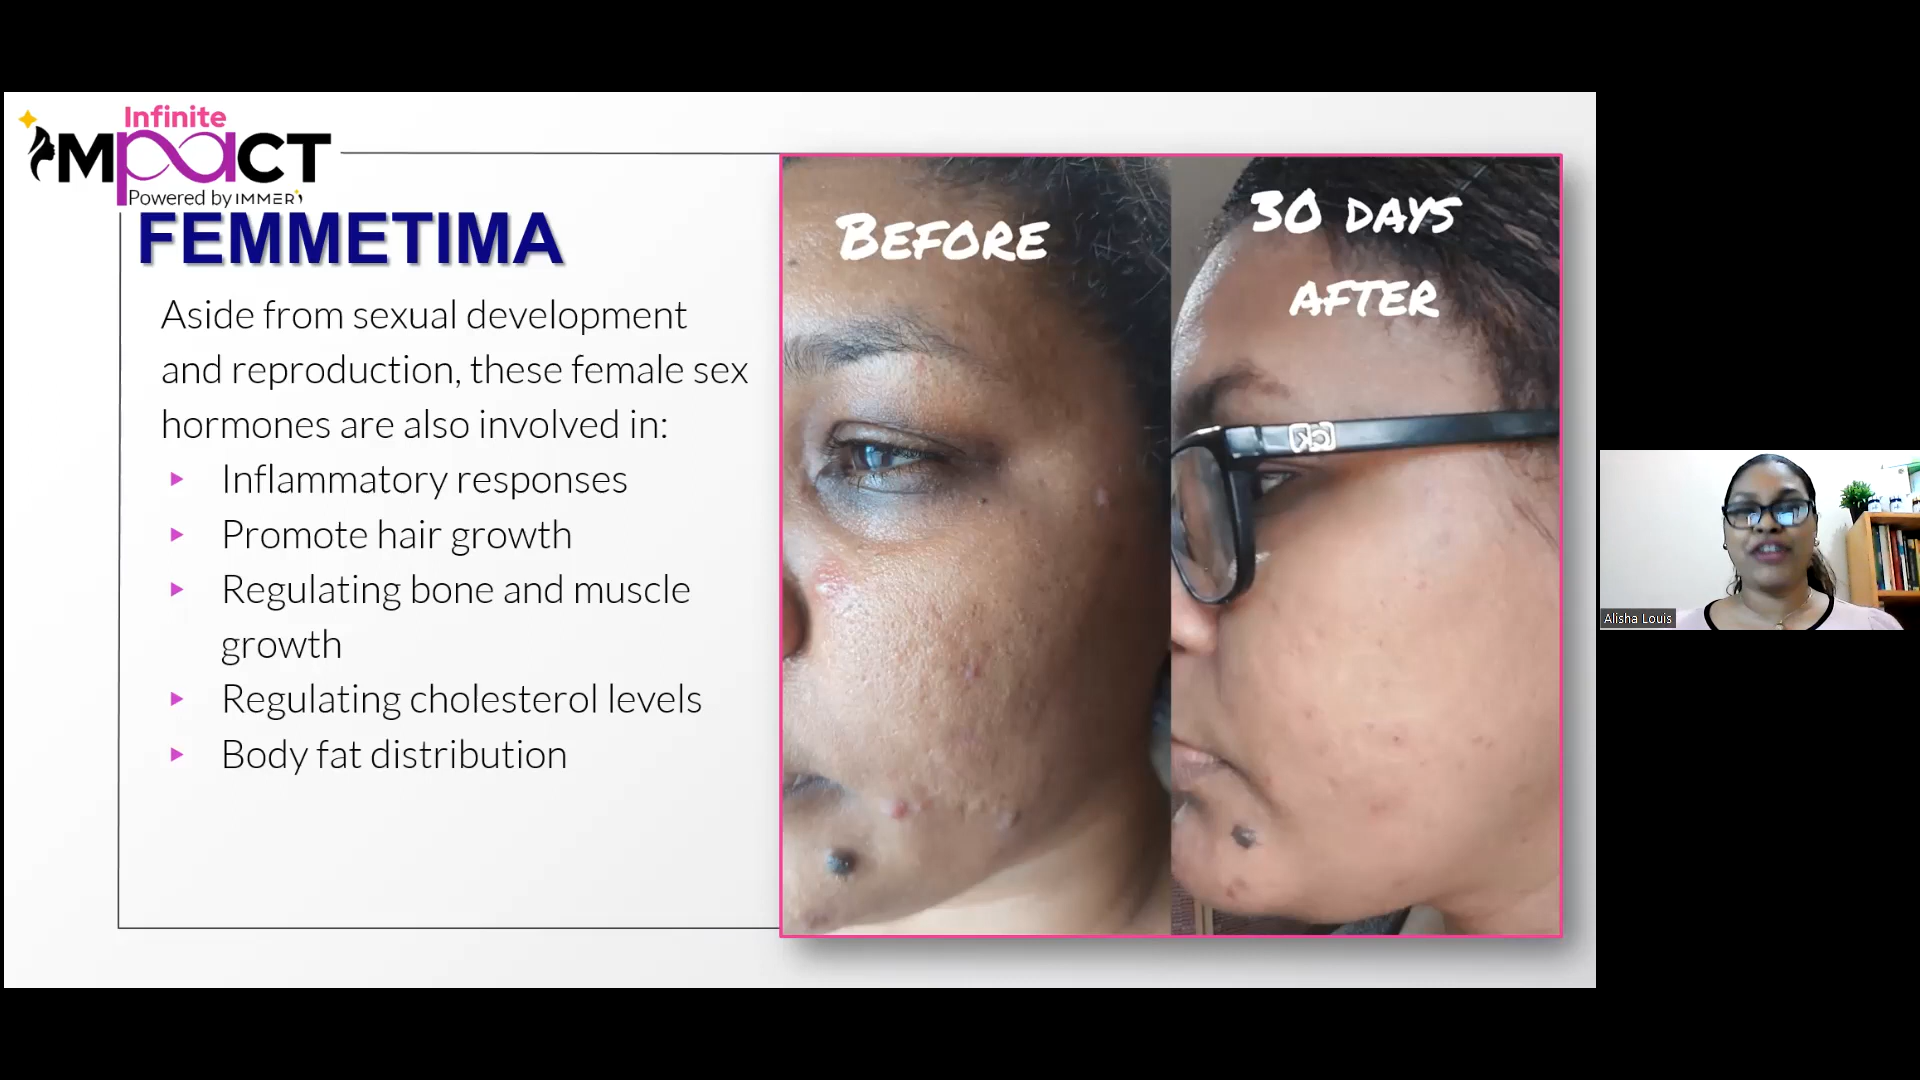 Infinite
iMPACT
Powered by IMMERI
FEMMETIMA
Aside from sexual development
and reproduction, these female sex
hormones are also involved in:
Inflammatory responses
Promote hair growth
Regulating bone and muscle
growth
Regulating cholesterol levels
Body fat distribution
BEFORE
30 DAYS
AFTER
Alisha Louis